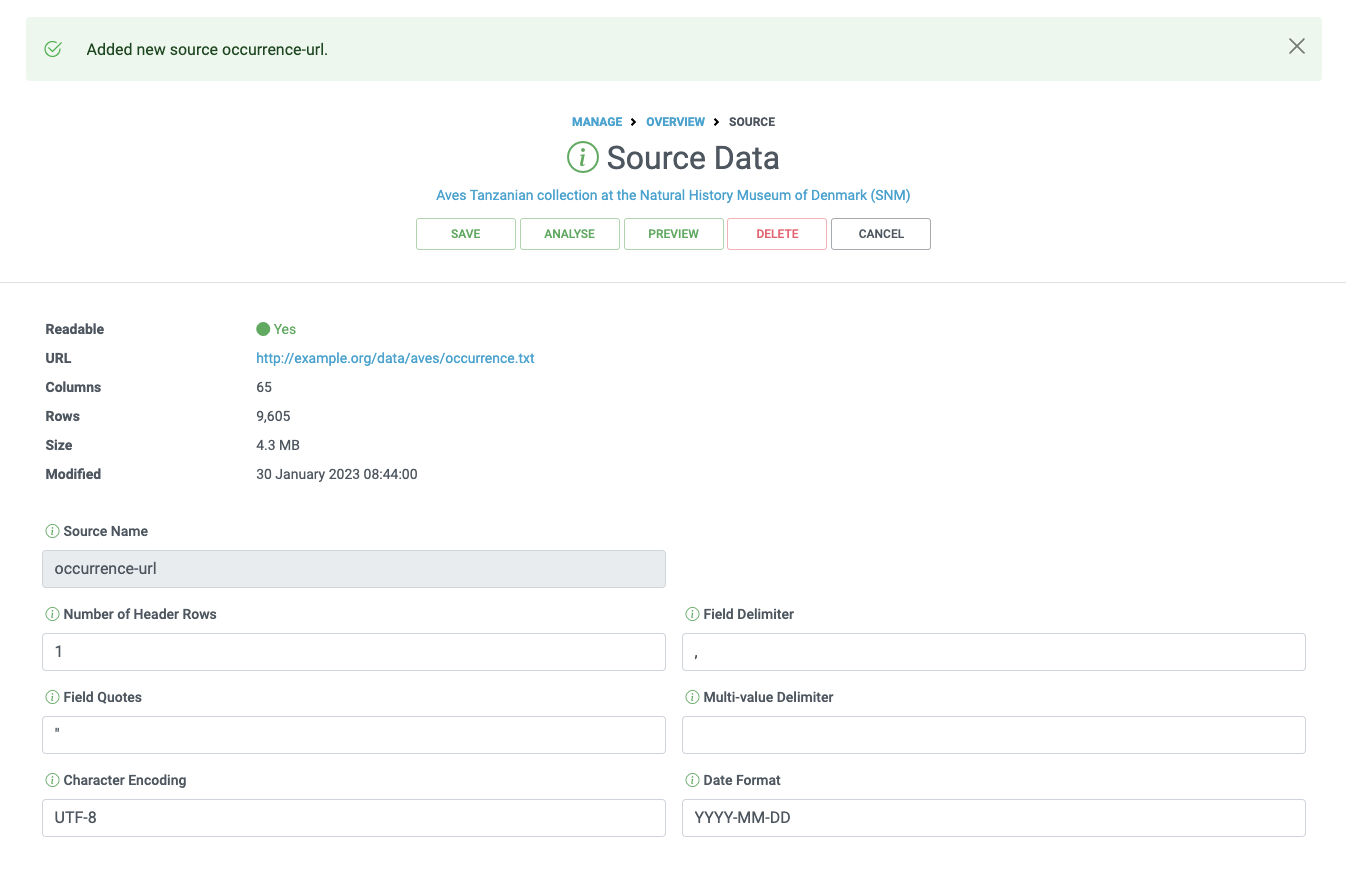 Added new source occurrence-url.
MANAGE > OVERVIEW > SOURCE
Source Data
Aves Tanzanian collection at the Natural History Museum of Denmark (SNM)
SAVE ANALYSE PREVIEW DELETE CANCEL
Readable Yes
URL http://example.org/data/aves/occurrence.txt
Columns 65
Rows 9,605
Size 4.3 MB
Modified 30 January 2023 08:44:00
Source Name
occurrence-url
Number of Header Rows Field Delimiter
1 ,
Field Quotes Multi-value Delimiter
"
Character Encoding Date Format
UTF-8 YYYY-MM-DD